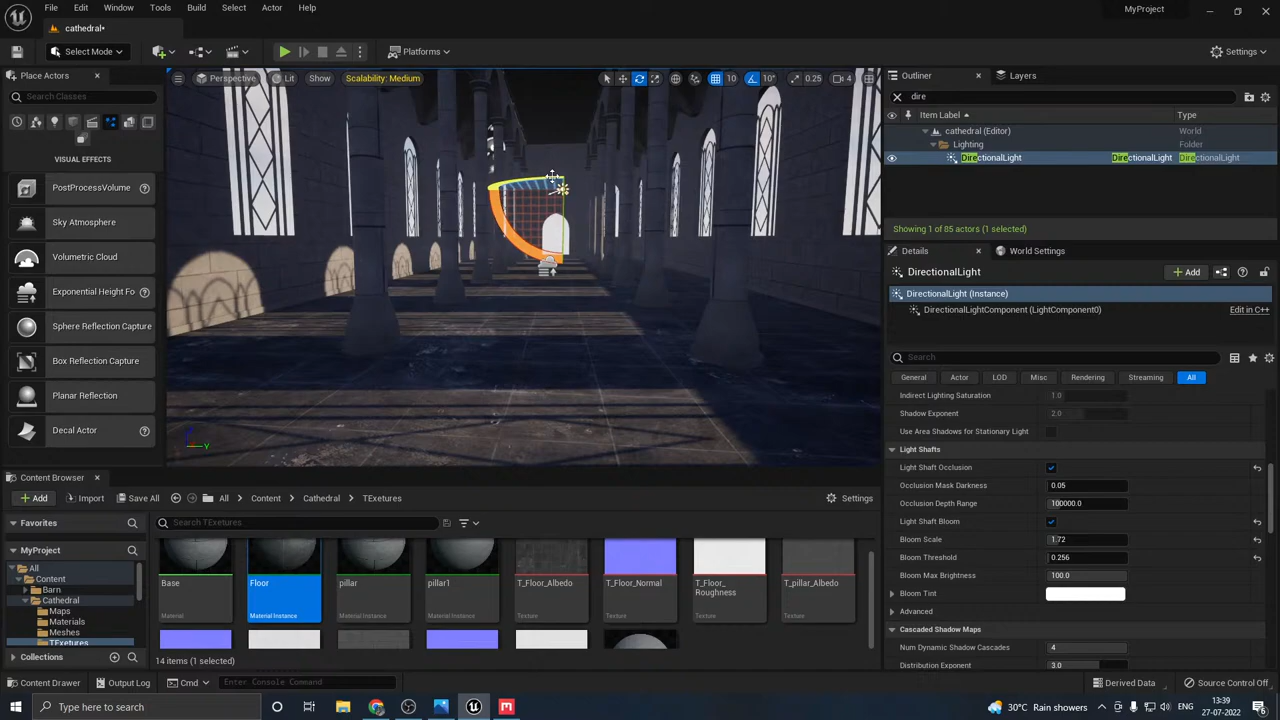 File Edit Window Tools Build Select Actor Help
MyProject
cathedral*
Select Mode
Platforms
Settings
Place Actors
Search Classes
VISUAL EFFECTS
PostProcessVolume
Sky Atmosphere
Volumetric Cloud
Exponential Height Fo
Sphere Reflection Capture
Box Reflection Capture
Planar Reflection
Decal Actor
Perspective Lit Show Scalability: Medium
10 10° 4
Y
Outliner Layers
dire
Item Label Type
cathedral (Editor) World
Lighting Folder
DirectionalLight DirectionalLight DirectionalLight
Showing 1 of 85 actors (1 selected)
Details World Settings
DirectionalLight
Add
DirectionalLight (Instance)
DirectionalLightComponent (LightComponent0) Edit in C++
Search
General Actor LOD Misc Rendering Streaming All
Indirect Lighting Saturation 1.0
Shadow Exponent 2.0
Use Area Shadows for Stationary Light
Light Shafts
Light Shaft Occlusion
Occlusion Mask Darkness 0.05
Occlusion Depth Range 100000.0
Light Shaft Bloom
Bloom Scale 1.72
Bloom Threshold 0.256
Bloom Max Brightness 100.0
Bloom Tint
Advanced
Cascaded Shadow Maps
Num Dynamic Shadow Cascades 4
Distribution Exponent 3.0
Content Browser
Add Import Save All All Content Cathedral TExetures Settings
Favorites
Search TExetures
MyProject
All
Content
Barn
Cathedral
Maps
Materials
Meshes
TExetures
Collections
Base
Material
Floor
Material Instance
pillar
Material Instance
pillar1
Material Instance
T_Floor_Albedo
Texture
T_Floor_Normal
Texture
T_Floor_
Roughness
Texture
T_pillar_Albedo
Texture
14 items (1 selected)
Content Drawer Output Log Cmd Enter Console Command
Derived Data Source Control Off
Type here to search
30°C Rain showers
ENG
13:39
27-07-2022